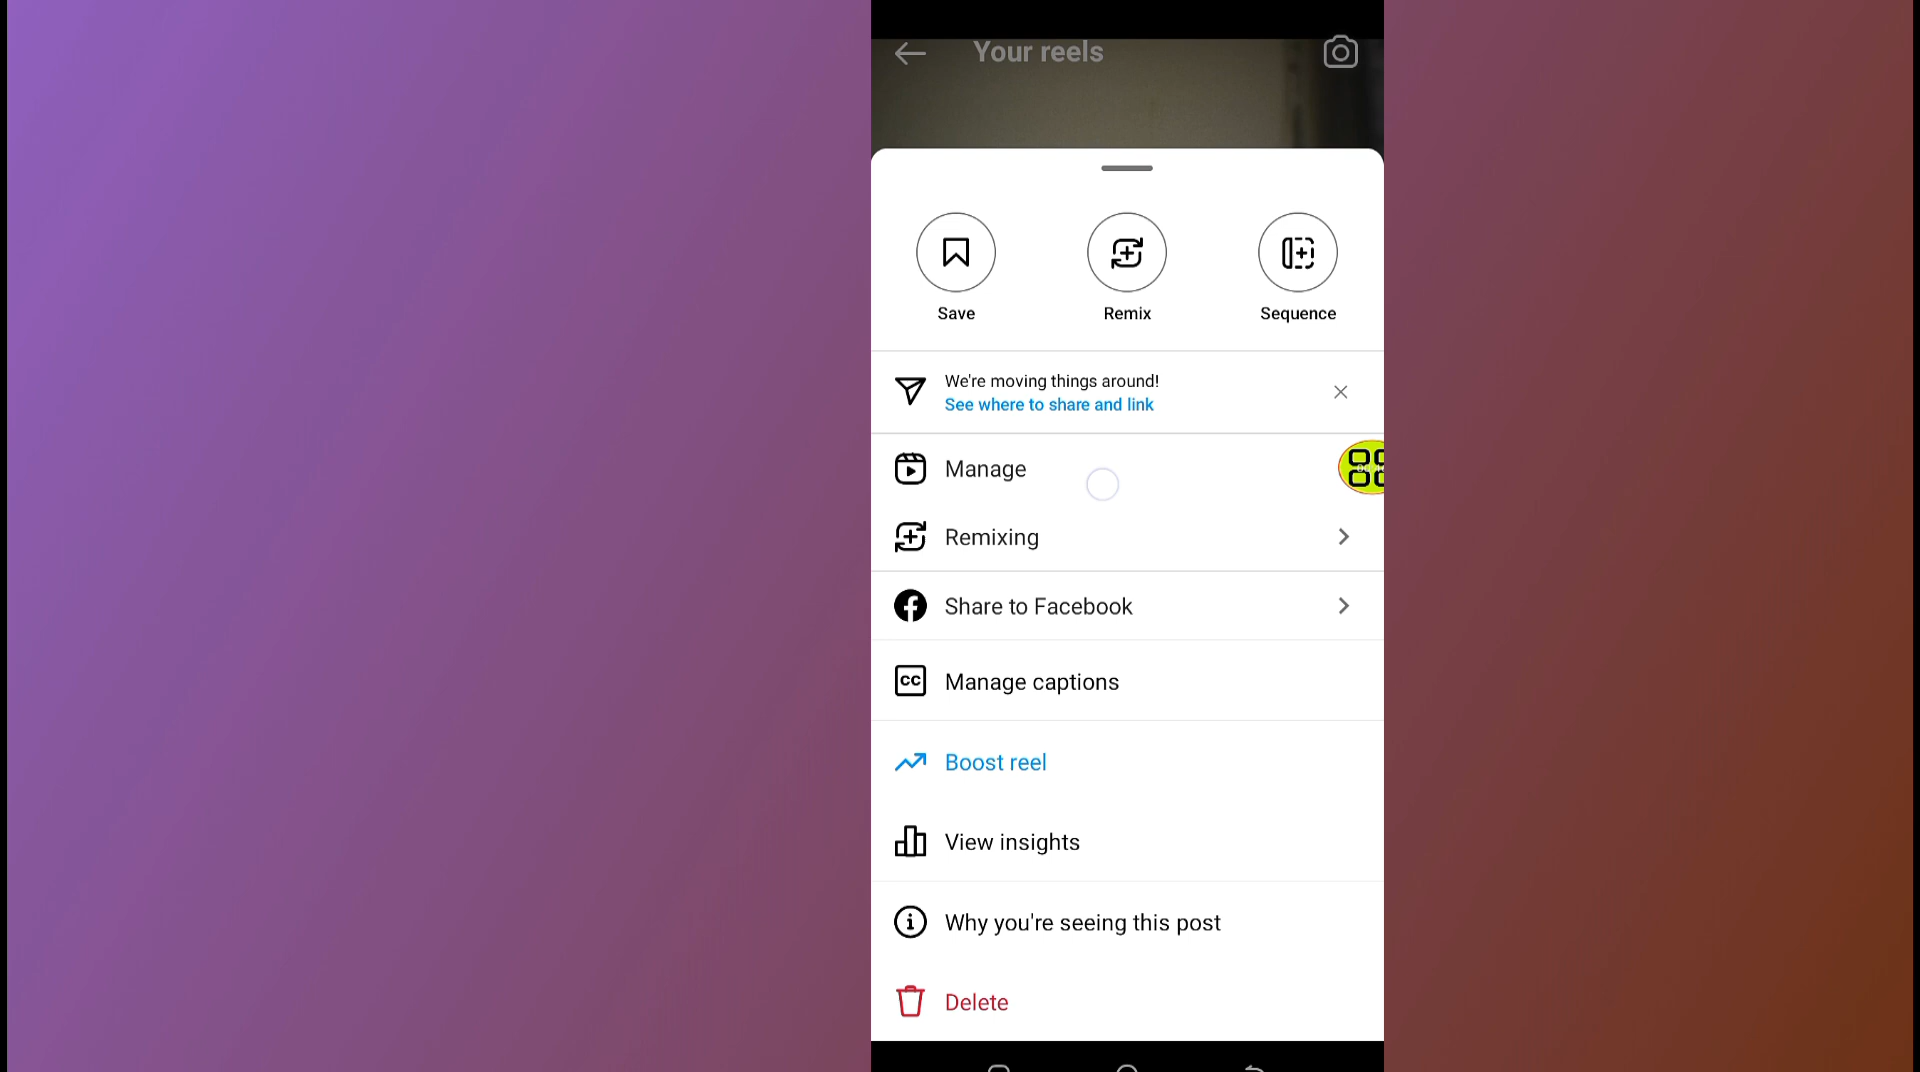 Your reels
Save
Remix
Sequence
We're moving things around!
See where to share and link
Manage
Remixing
Share to Facebook
CC
Manage captions
Boost reel
View insights
Why you're seeing this post
Delete